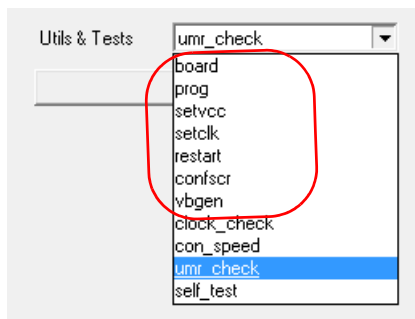 Utils & Tests umr_check
board
prog
setvcc
setclk
restart
confscr
vbgen
clock_check
con_speed
umr_check
self_test